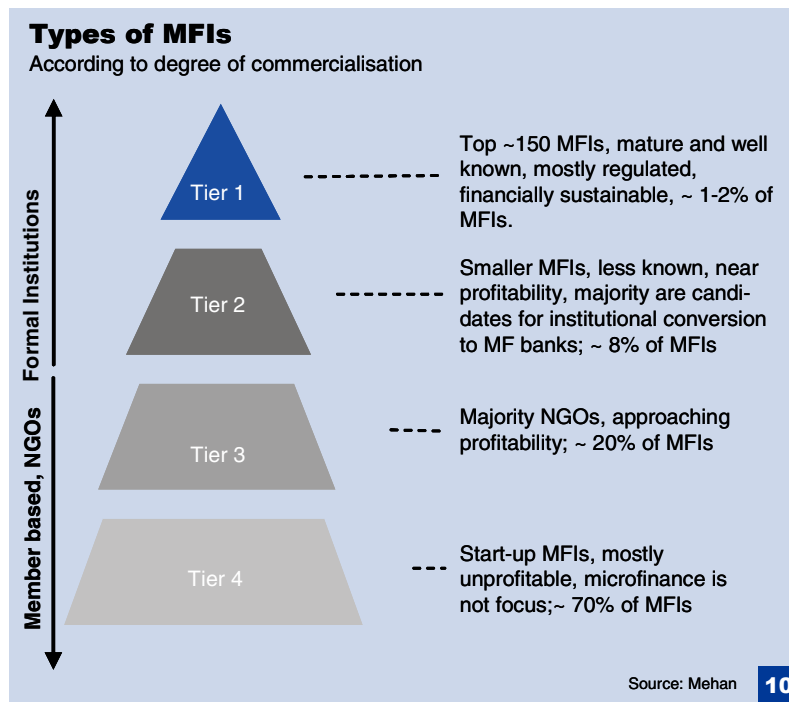 Types of MFIs
According to degree of commercialisation
Formal Institutions
Member based, NGOs
Tier 1
Top ~150 MFIs, mature and well
known, mostly regulated,
financially sustainable, ~ 1-2% of
MFIs.
Tier 2
Smaller MFIs, less known, near
profitability, majority are candi-
dates for institutional conversion
to MF banks; ~ 8% of MFIs
Tier 3
Majority NGOs, approaching
profitability; ~ 20% of MFIs
Tier 4
Start-up MFIs, mostly
unprofitable, microfinance is
not focus;~ 70% of MFIs
Source: Mehan
10